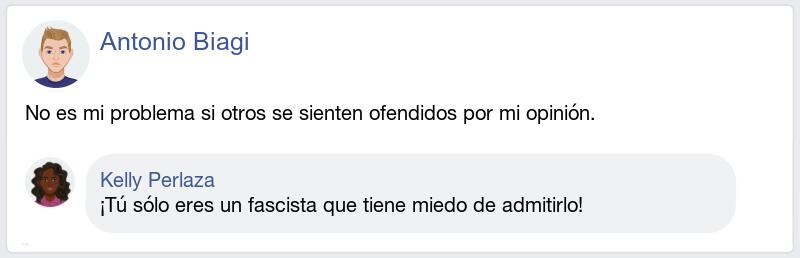 Antonio Biagi
No es mi problema si otros se sienten ofendidos por mi opinión.
Kelly Perlaza
¡Tú sólo eres un fascista que tiene miedo de admitirlo!